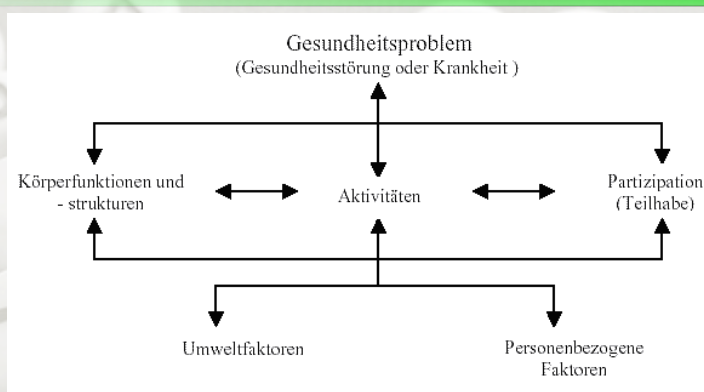 Gesundheitsproblem
(Gesundheitsstörung oder Krankheit )
Körperfunktionen und
- strukturen
Aktivitäten
Partizipation
(Teilhabe)
Umweltfaktoren
Personenbezogene
Faktoren